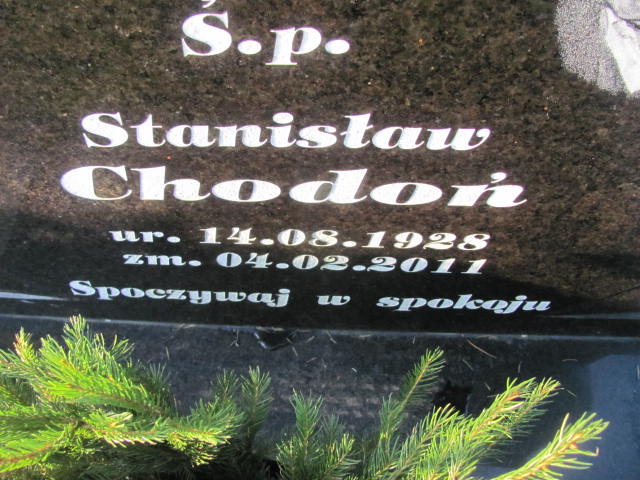 Ś.p.
Stanisław
Chodoń
ur. 14.08.1928
zm. 04.02.2011
Spoczywaj w spokoju